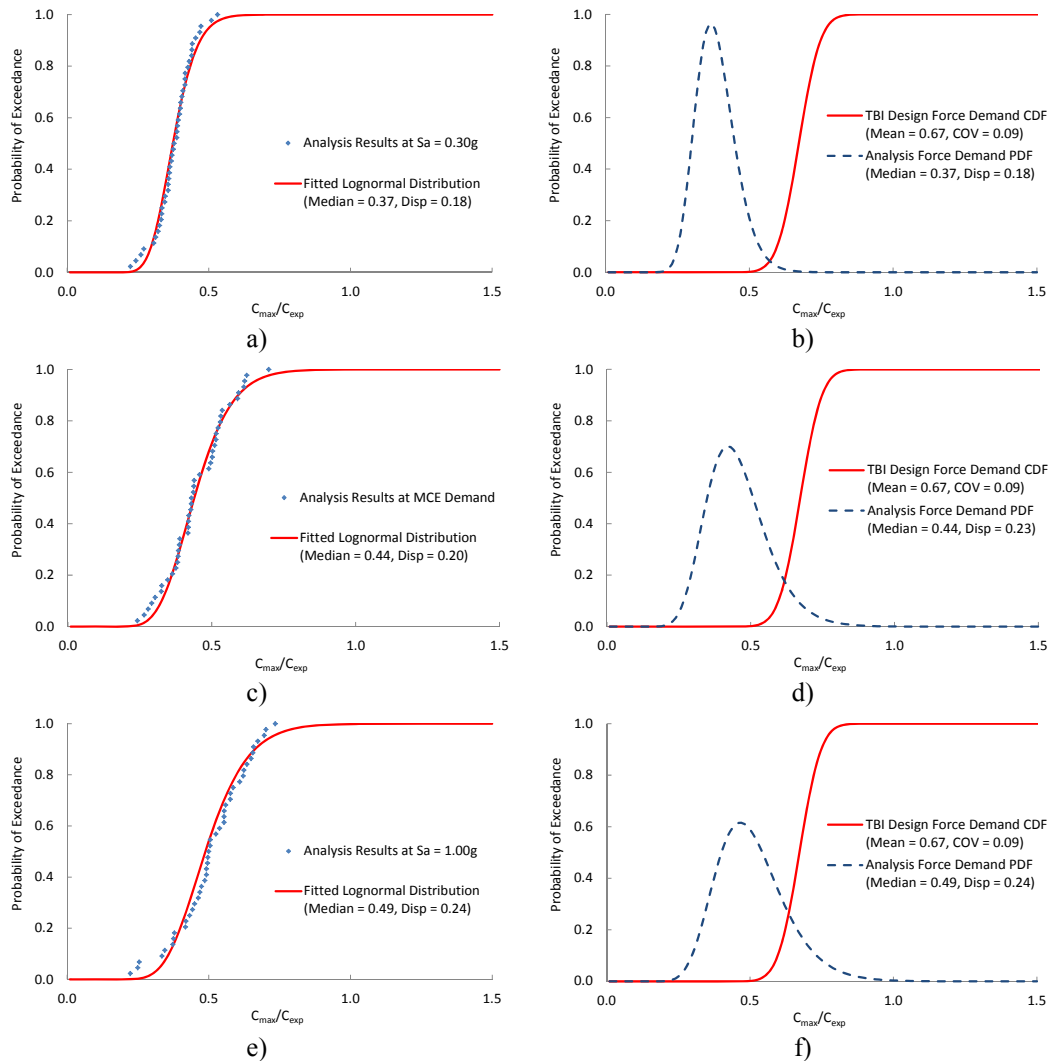 Probability of Exceedance
1.0
0.8
0.6
0.4
0.2
0.0
Analysis Results at Sa = 0.30g
Fitted Lognormal Distribution
(Median = 0.37, Disp = 0.18)
0.0 0.5 1.0 1.5
Cmax/Cexp
a)
Probability of Exceedance
1.0
0.8
0.6
0.4
0.2
0.0
TBI Design Force Demand CDF
(Mean = 0.67, COV = 0.09)
Analysis Force Demand PDF
(Median = 0.37, Disp = 0.18)
0.0 0.5 1.0 1.5
Cmax/Cexp
b)
Probability of Exceedance
1.0
0.8
0.6
0.4
0.2
0.0
Analysis Results at MCE Demand
Fitted Lognormal Distribution
(Median = 0.44, Disp = 0.20)
0.0 0.5 1.0 1.5
Cmax/Cexp
c)
Probability of Exceedance
1.0
0.8
0.6
0.4
0.2
0.0
TBI Design Force Demand CDF
(Mean = 0.67, COV = 0.09)
Analysis Force Demand PDF
(Median = 0.44, Disp = 0.23)
0.0 0.5 1.0 1.5
Cmax/Cexp
d)
Probability of Exceedance
1.0
0.8
0.6
0.4
0.2
0.0
Analysis Results at Sa = 1.00g
Fitted Lognormal Distribution
(Median = 0.49, Disp = 0.24)
0.0 0.5 1.0 1.5
Cmax/Cexp
e)
Probability of Exceedance
1.0
0.8
0.6
0.4
0.2
0.0
TBI Design Force Demand CDF
(Mean = 0.67, COV = 0.09)
Analysis Force Demand PDF
(Median = 0.49, Disp = 0.24)
0.0 0.5 1.0 1.5
Cmax/Cexp
f)